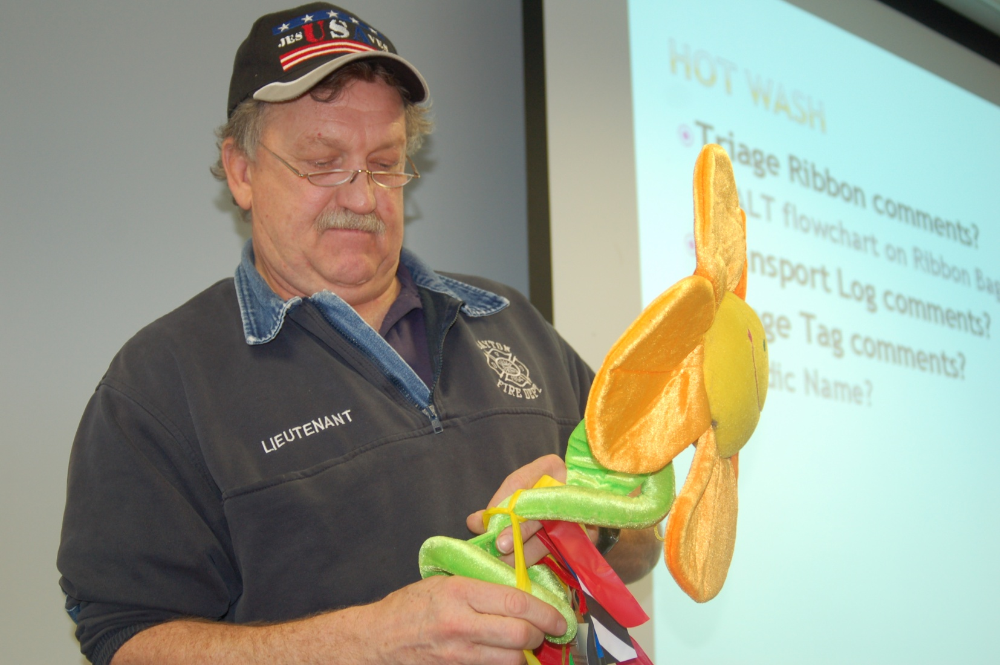 JESUSAVES
LIEUTENANT
FIRE DEPT
HOT WASH
Triage Ribbon comments?
ALT flowchart on Ribbon Bag
nsport Log comments?
ge Tag comments?
dic Name?